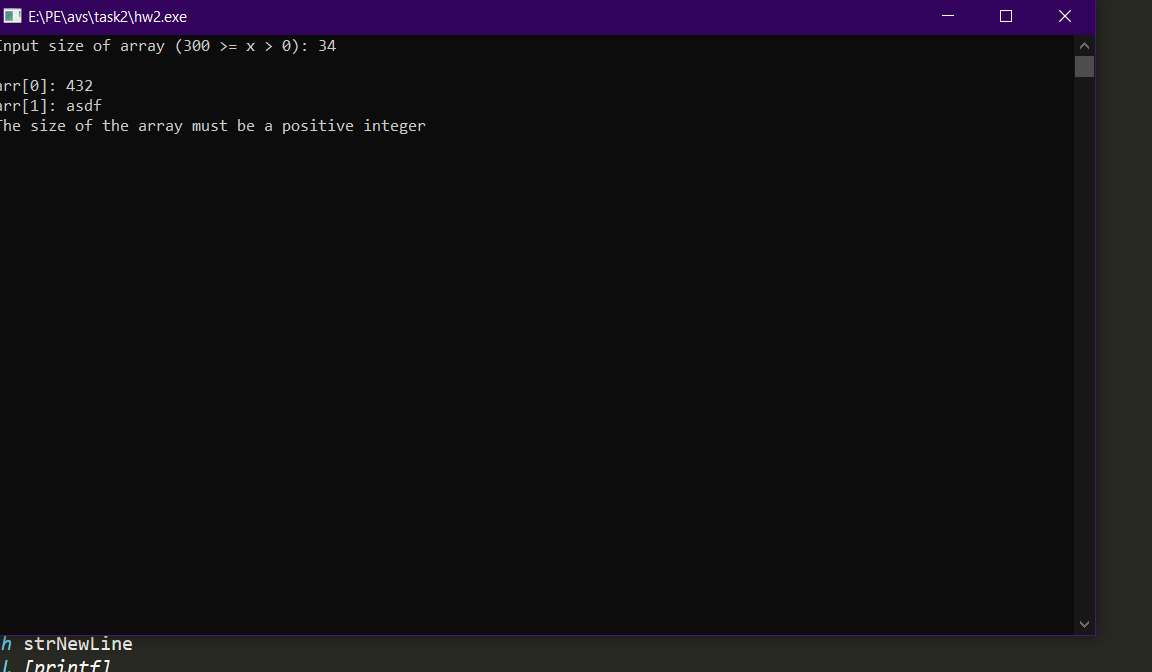 E:\PE\avs\task2\hw2.exe
Input size of array (300 >= x > 0): 34
arr[0]: 432
arr[1]: asdf
The size of the array must be a positive integer
h strNewLine
l [printf]